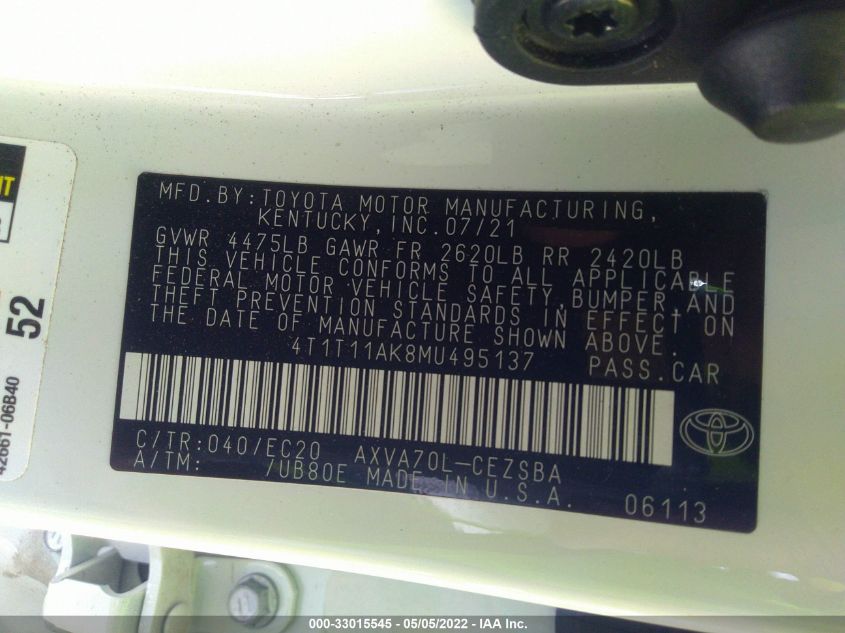 MFD.BY:TOYOTA MOTOR MANUFACTURING,
KENTUCKY,INC.07/21
GVWR 4475LB GAWR FR 2620LB RR 2420LB
THIS VEHICLE CONFORMS TO ALL APPLICABLE
FEDERAL MOTOR VEHICLE SAFETY,BUMPER,AND
THEFT PREVENTION STANDARDS IN EFFECT ON
THE DATE OF MANUFACTURE SHOWN ABOVE.
4T1T11AK8MU495137 PASS.CAR
C/TR:040/EC20 AXVA70L-CEZSBA
A/TM: /UB80E MADE IN U.S.A. 06113
52
42661-06B40
000-33015545 - 05/05/2022 - IAA Inc.